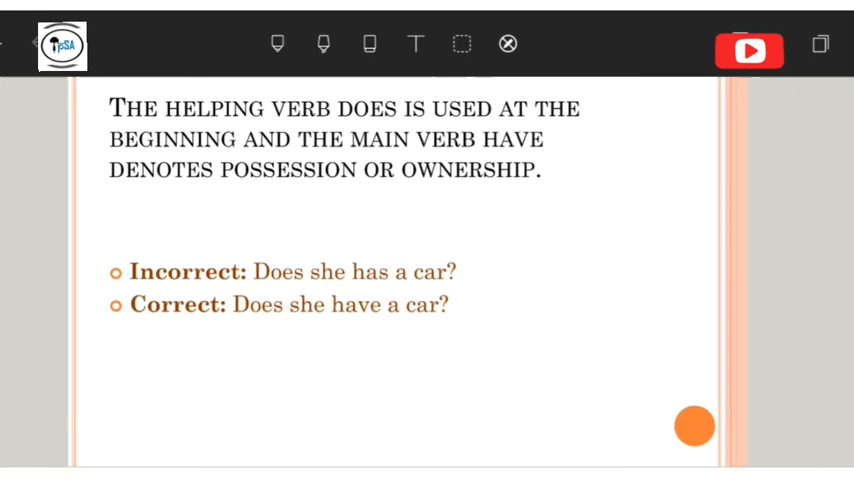 TpSA
THE HELPING VERB DOES IS USED AT THE
BEGINNING AND THE MAIN VERB HAVE
DENOTES POSSESSION OR OWNERSHIP.
Incorrect: Does she has a car?
Correct: Does she have a car?